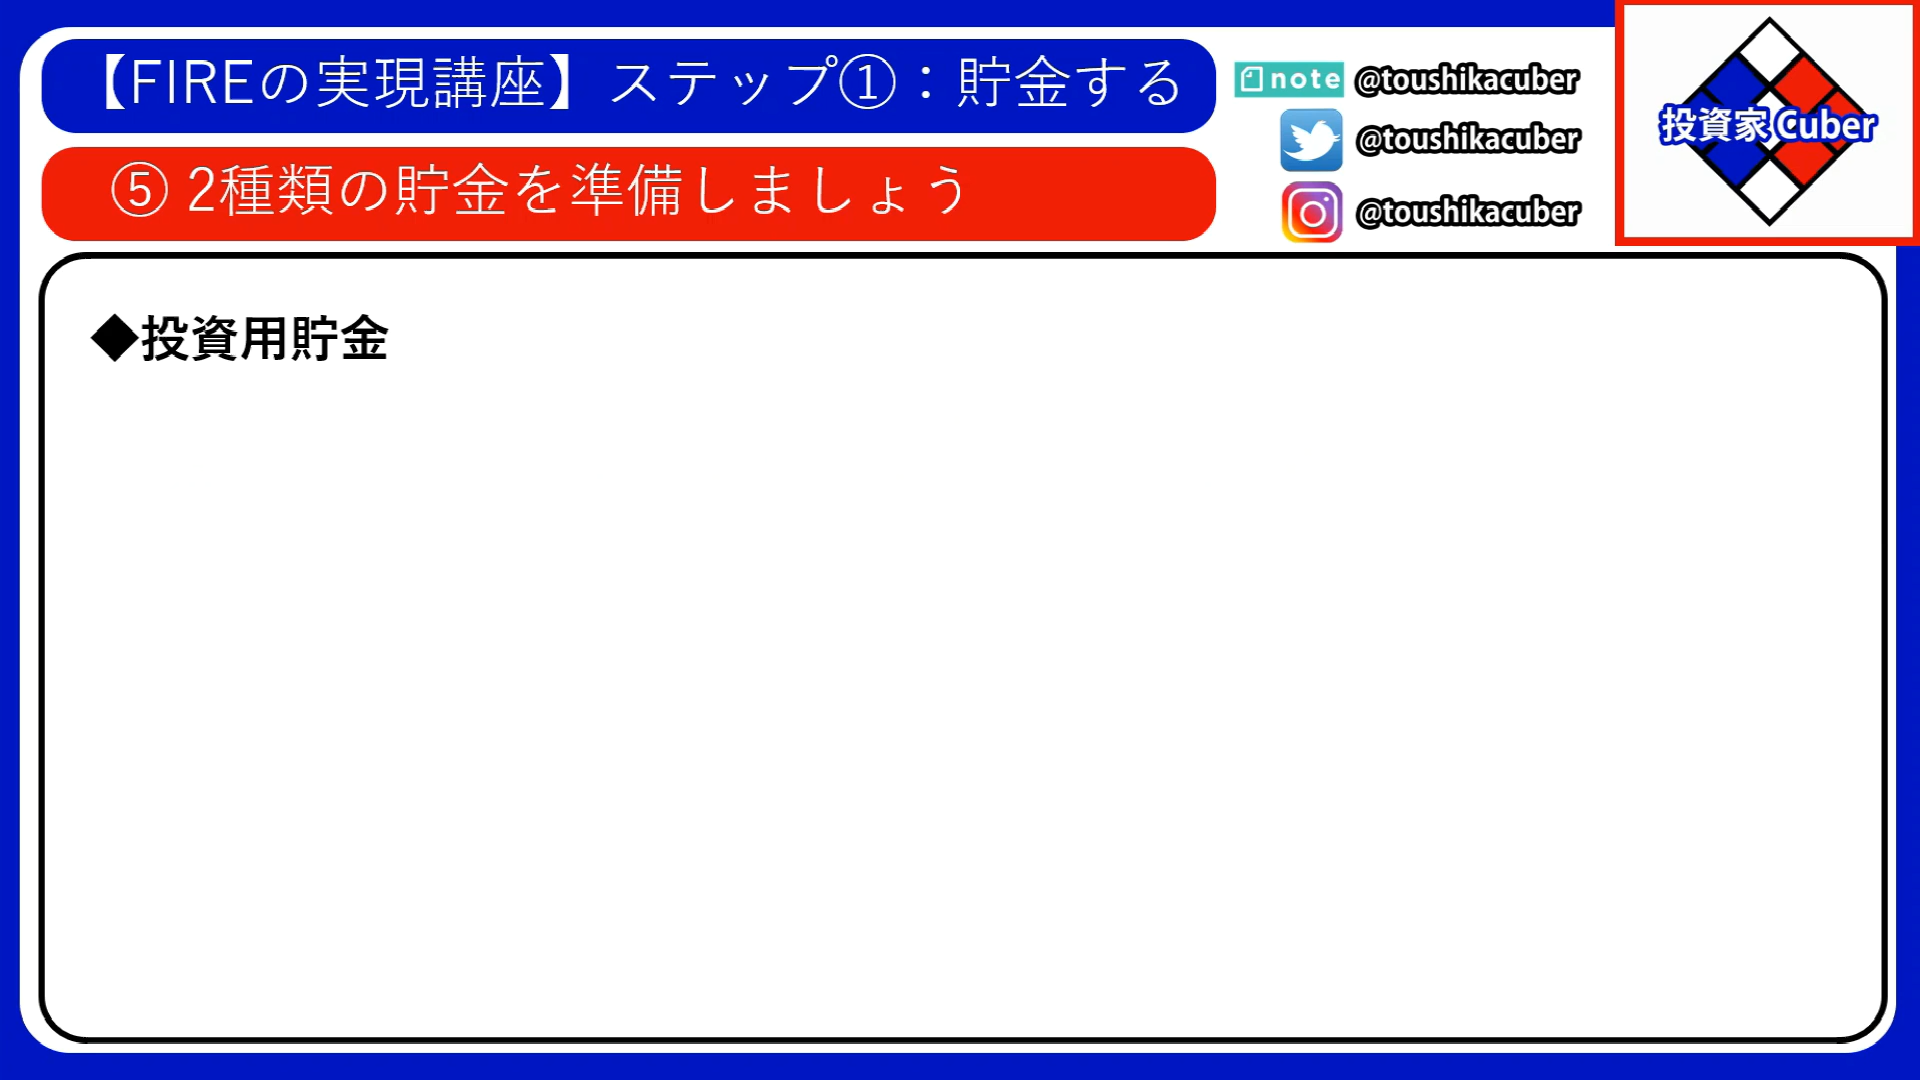 【FIREの実現講座】ステップ①：貯金する
⑤ 2種類の貯金を準備しましょう
note @toushikacuber
@toushikacuber
@toushikacuber
投資家Cuber
◆投資用貯金